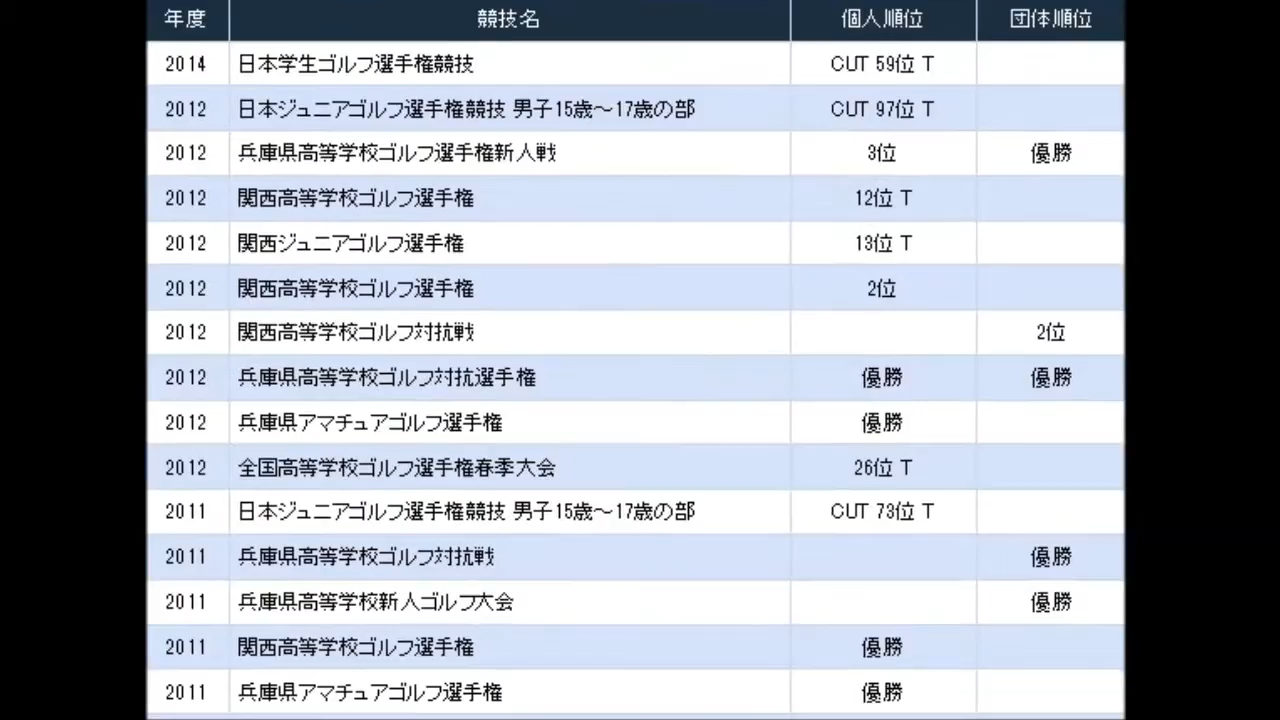 年度 競技名 個人順位 団体順位
2014 日本学生ゴルフ選手権競技 CUT 59位 T
2012 日本ジュニアゴルフ選手権競技 男子15歳～17歳の部 CUT 97位 T
2012 兵庫県高等学校ゴルフ選手権新人戦 3位 優勝
2012 関西高等学校ゴルフ選手権 12位 T
2012 関西ジュニアゴルフ選手権 13位 T
2012 関西高等学校ゴルフ選手権 2位
2012 関西高等学校ゴルフ対抗戦 2位
2012 兵庫県高等学校ゴルフ対抗選手権 優勝 優勝
2012 兵庫県アマチュアゴルフ選手権 優勝
2012 全国高等学校ゴルフ選手権春季大会 26位 T
2011 日本ジュニアゴルフ選手権競技 男子15歳～17歳の部 CUT 73位 T
2011 兵庫県高等学校ゴルフ対抗戦 優勝
2011 兵庫県高等学校新人ゴルフ大会 優勝
2011 関西高等学校ゴルフ選手権 優勝
2011 兵庫県アマチュアゴルフ選手権 優勝